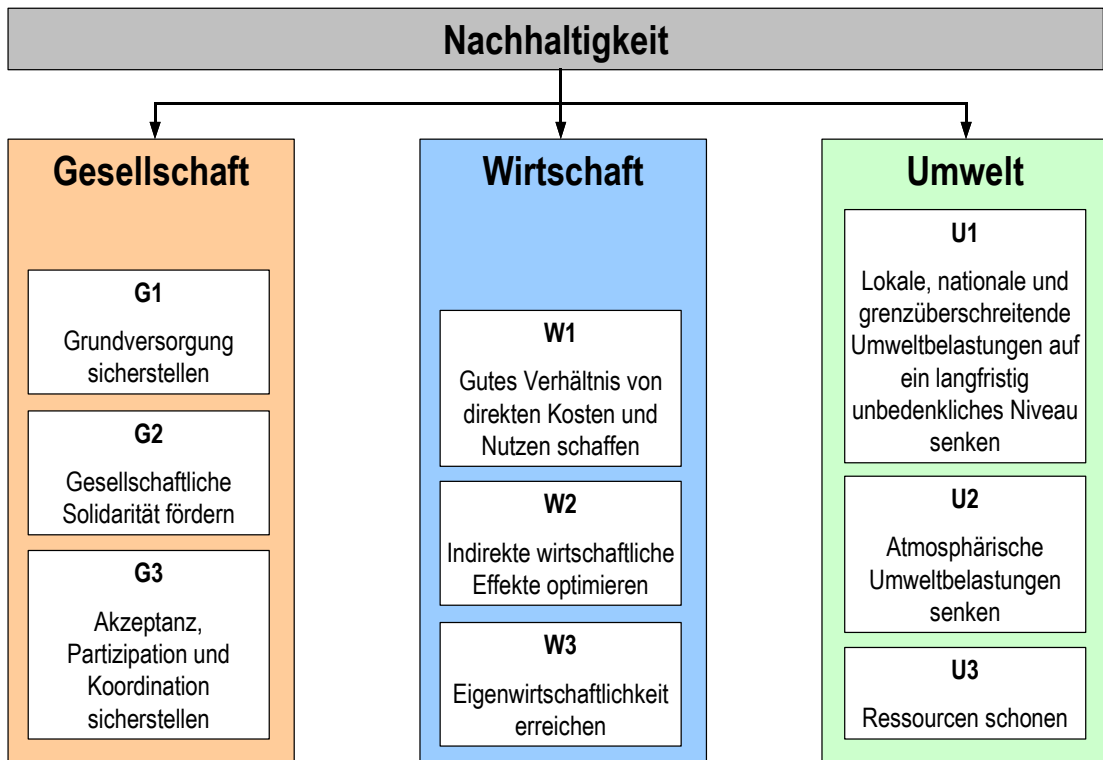 Nachhaltigkeit
Gesellschaft
G1
Grundversorgung
sicherstellen
G2
Gesellschaftliche
Solidarität fördern
G3
Akzeptanz,
Partizipation und
Koordination
sicherstellen
Wirtschaft
W1
Gutes Verhältnis von
direkten Kosten und
Nutzen schaffen
W2
Indirekte wirtschaftliche
Effekte optimieren
W3
Eigenwirtschaftlichkeit
erreichen
Umwelt
U1
Lokale, nationale und
grenzüberschreitende
Umweltbelastungen auf
ein langfristig
unbedenkliches Niveau
senken
U2
Atmosphärische
Umweltbelastungen
senken
U3
Ressourcen schonen